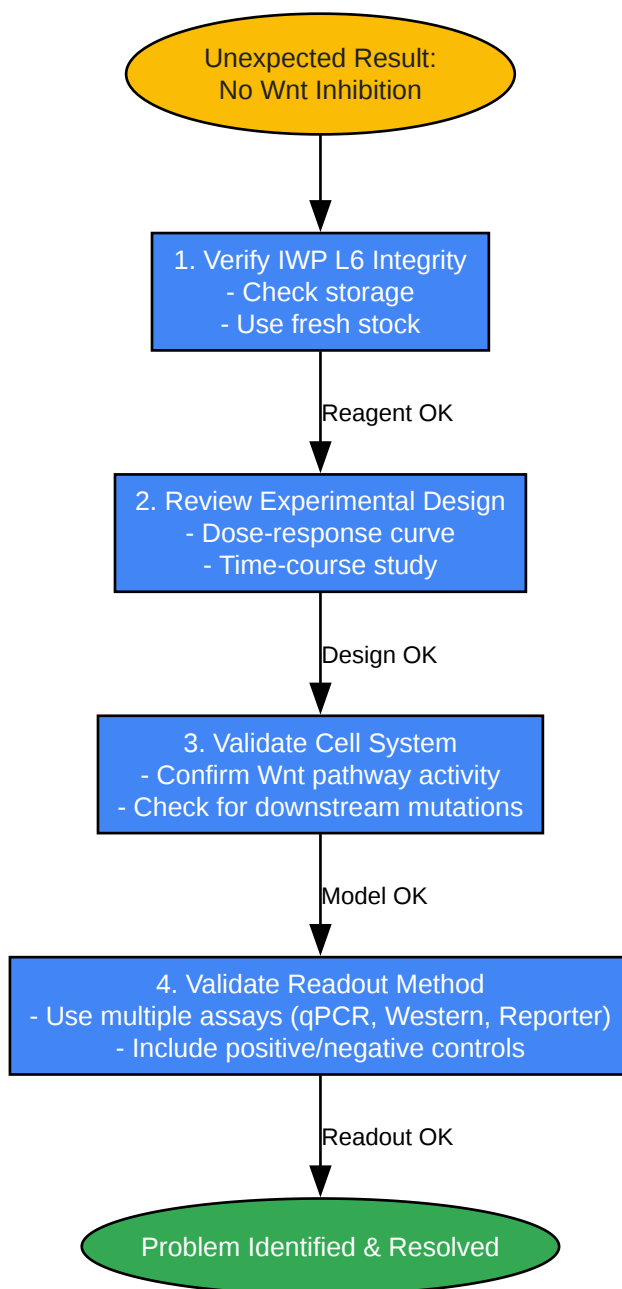 Unexpected Result:
No Wnt Inhibition
1. Verify IWP L6 Integrity
- Check storage
- Use fresh stock
Reagent OK
2. Review Experimental Design
- Dose-response curve
- Time-course study
Design OK
3. Validate Cell System
- Confirm Wnt pathway activity
- Check for downstream mutations
Model OK
4. Validate Readout Method
- Use multiple assays (qPCR, Western, Reporter)
- Include positive/negative controls
Readout OK
Problem Identified & Resolved